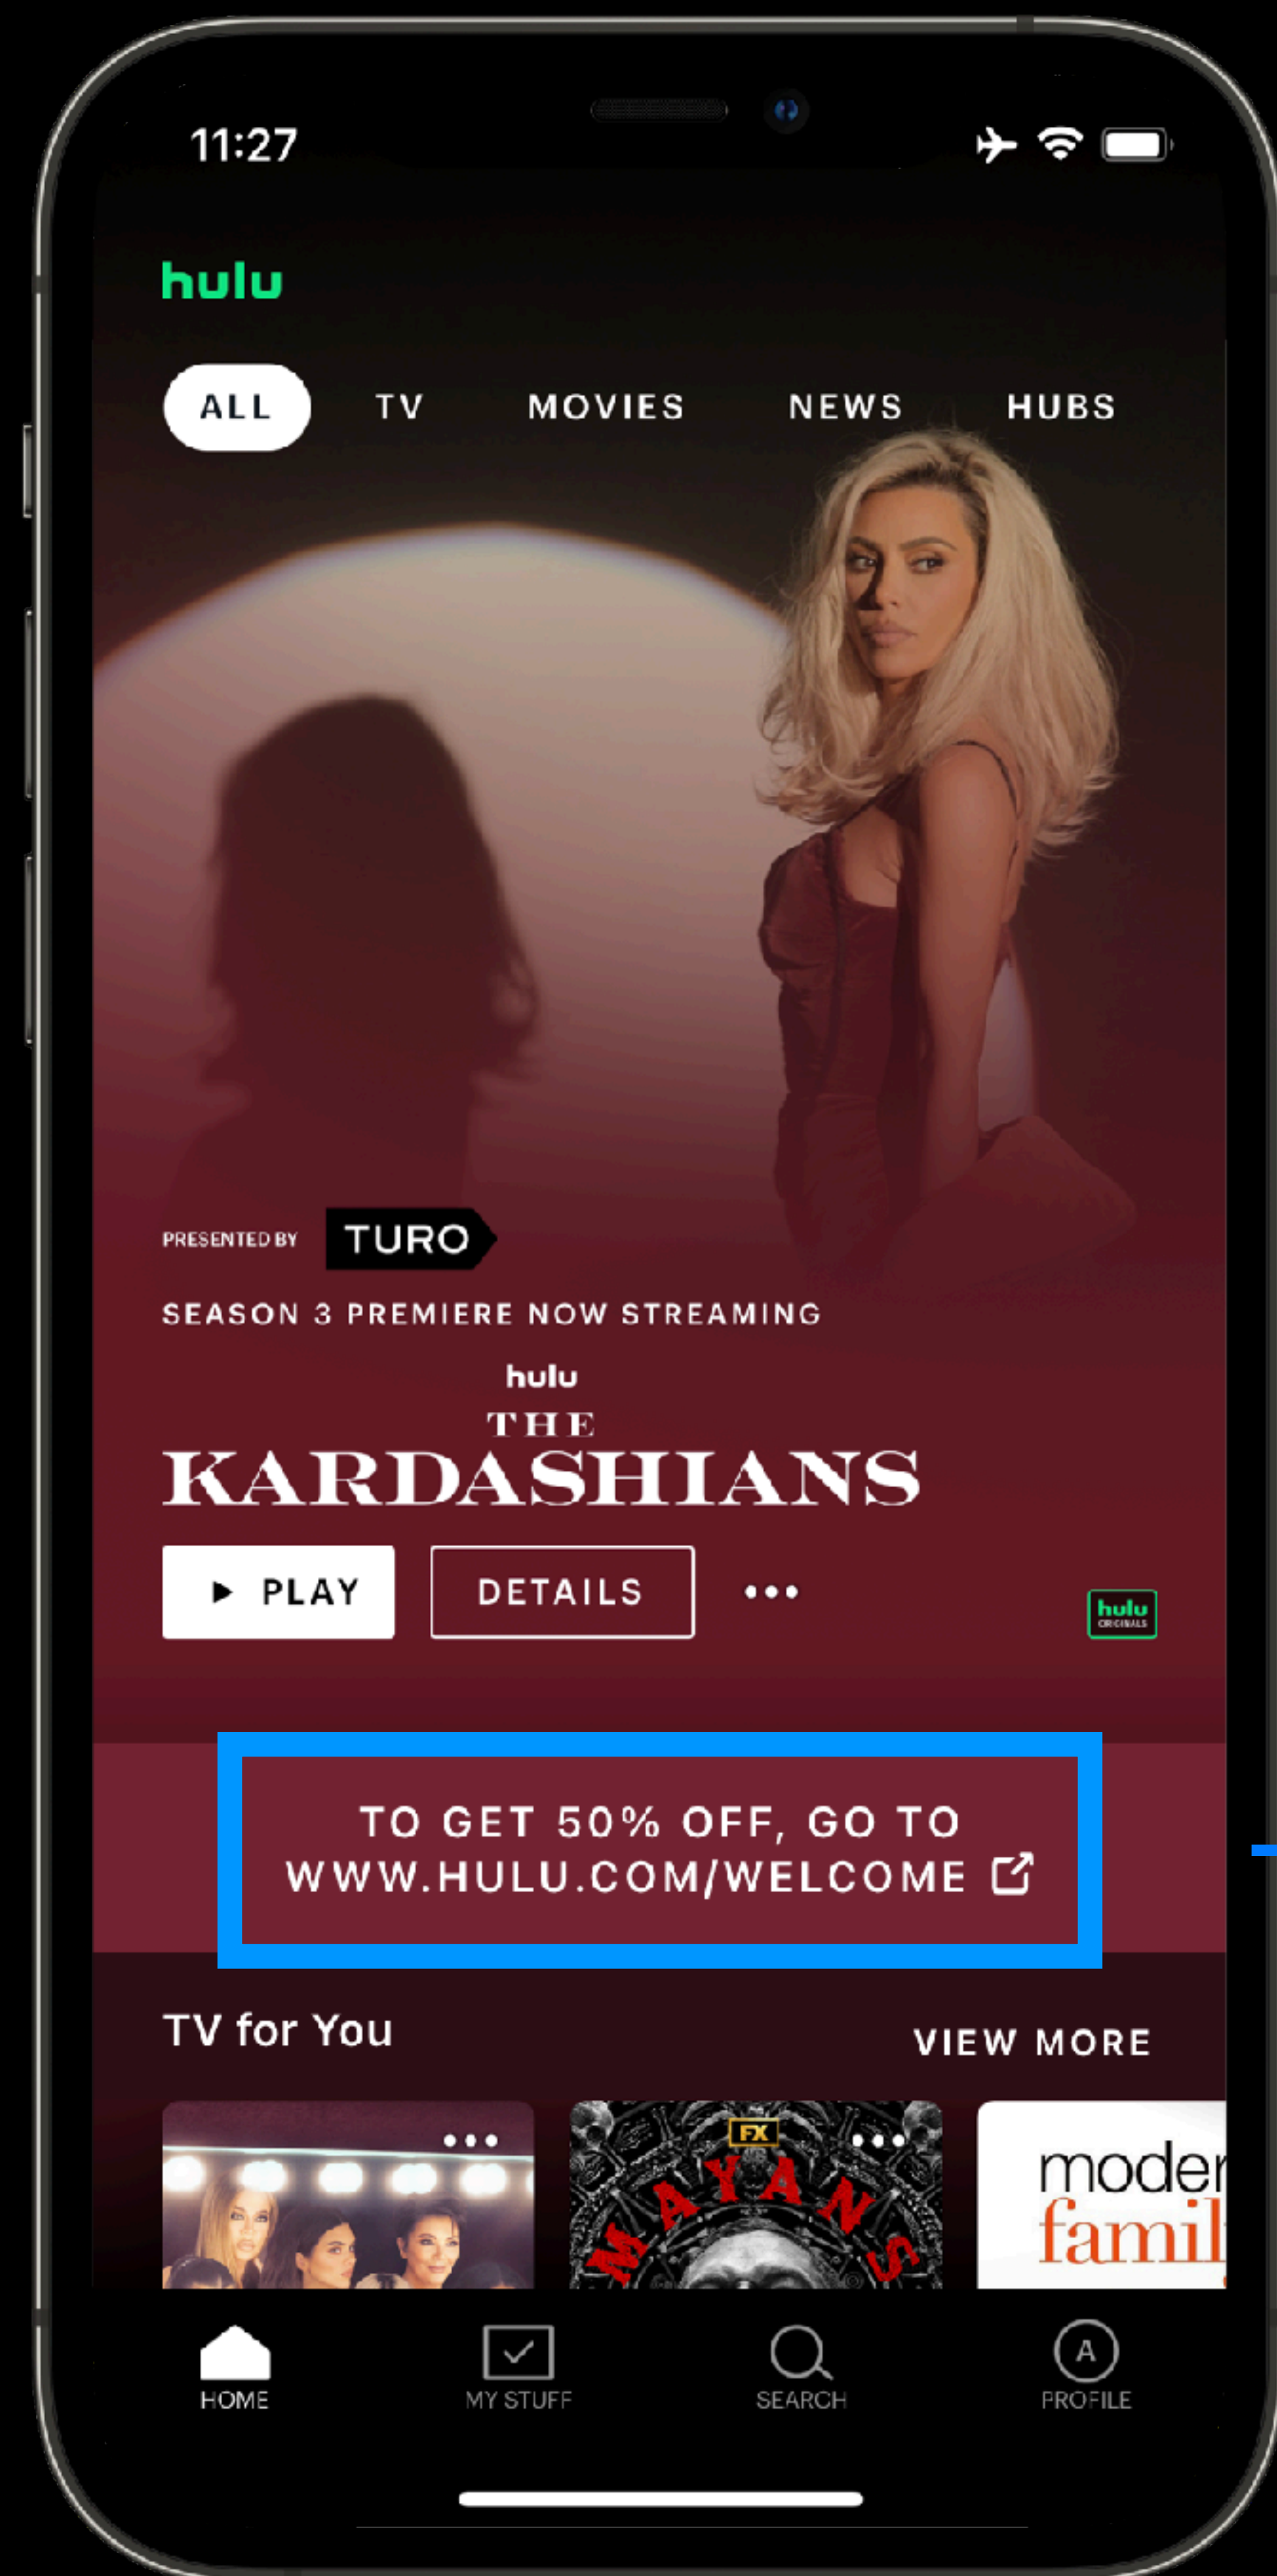 11:27
hulu
ALL TV MOVIES NEWS HUBS
PRESENTED BY TURO
SEASON 3 PREMIERE NOW STREAMING
hulu
THE
KARDASHIANS
PLAY DETAILS
hulu
ORIGINALS
TO GET 50% OFF, GO TO
WWW.HULU.COM/WELCOME
TV for You VIEW MORE
FX
MAYANS
moder
famil
HOME MY STUFF SEARCH A PROFILE